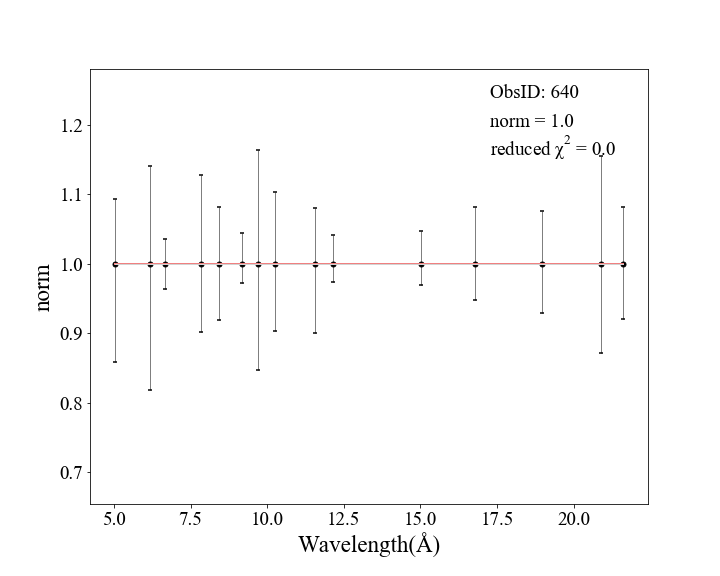 ObsID: 640
norm = 1.0
reduced χ² = 0.0
1.2
1.1
1.0
0.9
0.8
0.7
norm
5.0 7.5 10.0 12.5 15.0 17.5 20.0
Wavelength(Å)